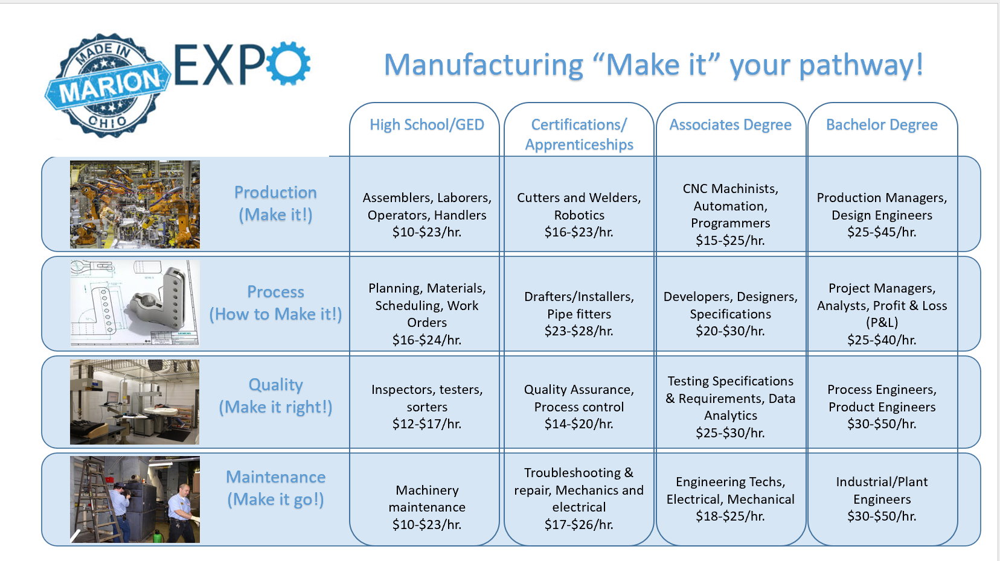 MADE IN
MARION
OHIO
EXPO
Manufacturing “Make it” your pathway!
High School/GED
Certifications/
Apprenticeships
Associates Degree
Bachelor Degree
Production
(Make it!)
Assemblers, Laborers,
Operators, Handlers
$10-$23/hr.
Cutters and Welders,
Robotics
$16-$23/hr.
CNC Machinists,
Automation,
Programmers
$15-$25/hr.
Production Managers,
Design Engineers
$25-$45/hr.
Process
(How to Make it!)
Planning, Materials,
Scheduling, Work
Orders
$16-$24/hr.
Drafters/Installers,
Pipe fitters
$23-$28/hr.
Developers, Designers,
Specifications
$20-$30/hr.
Project Managers,
Analysts, Profit & Loss
(P&L)
$25-$40/hr.
SIEMENS
Quality
(Make it right!)
Inspectors, testers,
sorters
$12-$17/hr.
Quality Assurance,
Process control
$14-$20/hr.
Testing Specifications
& Requirements, Data
Analytics
$25-$30/hr.
Process Engineers,
Product Engineers
$30-$50/hr.
Maintenance
(Make it go!)
Machinery
maintenance
$10-$23/hr.
Troubleshooting &
repair, Mechanics and
electrical
$17-$26/hr.
Engineering Techs,
Electrical, Mechanical
$18-$25/hr.
Industrial/Plant
Engineers
$30-$50/hr.